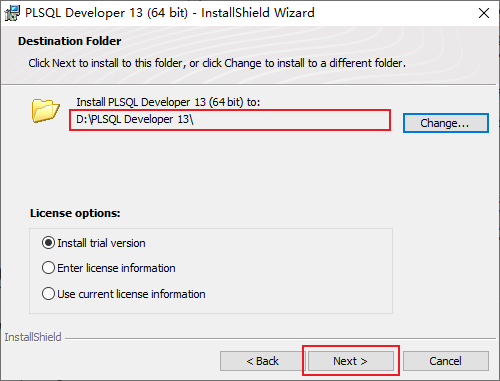 PLSQL Developer 13 (64 bit) - InstallShield Wizard
Destination Folder
Click Next to install to this folder, or click Change to install to a different folder.
Install PLSQL Developer 13 (64 bit) to:
D:\PLSQL Developer 13\
Change...
License options:
Install trial version
Enter license information
Use current license information
InstallShield
< Back
Next >
Cancel